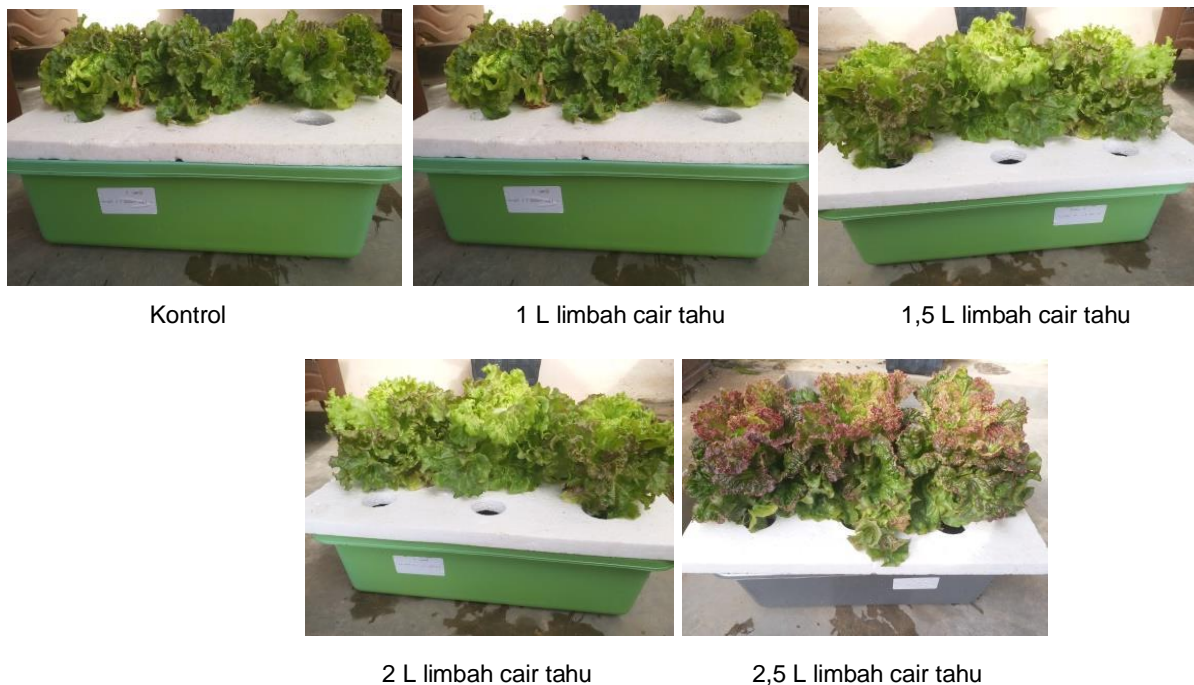 Kontrol
1 L limbah cair tahu
1,5 L limbah cair tahu
2 L limbah cair tahu
2,5 L limbah cair tahu